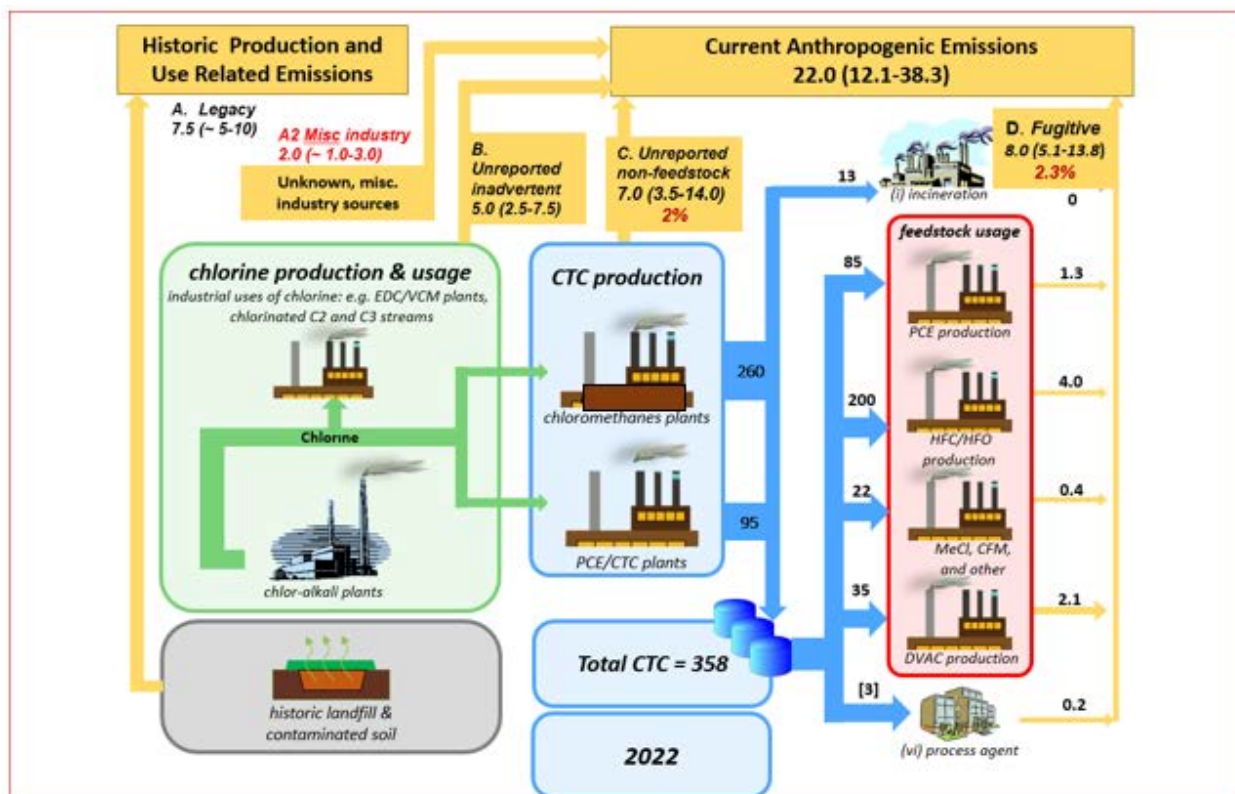 Historic Production and
Use Related Emissions
Current Anthropogenic Emissions
22.0 (12.1-38.3)
A. Legacy
7.5 (~ 5-10)
A2 Misc industry
2.0 (~ 1.0-3.0)
Unknown, misc.
industry sources
B.
Unreported
inadvertent
5.0 (2.5-7.5)
C. Unreported
non-feedstock
7.0 (3.5-14.0)
2%
D. Fugitive
8.0 (5.1-13.8)
2.3%
13
(i) incineration
0
chlorine production & usage
industrial uses of chlorine: e.g. EDC/VCM plants,
chlorinated C2 and C3 streams
Chlorine
chlor-alkali plants
CTC production
chloromethanes plants
PCE/CTC plants
260
95
feedstock usage
85
PCE production
1.3
200
HFC/HFO
production
4.0
22
MeCl, CFM,
and other
0.4
35
DVAC production
2.1
[3]
(vi) process agent
0.2
historic landfill &
contaminated soil
Total CTC = 358
2022